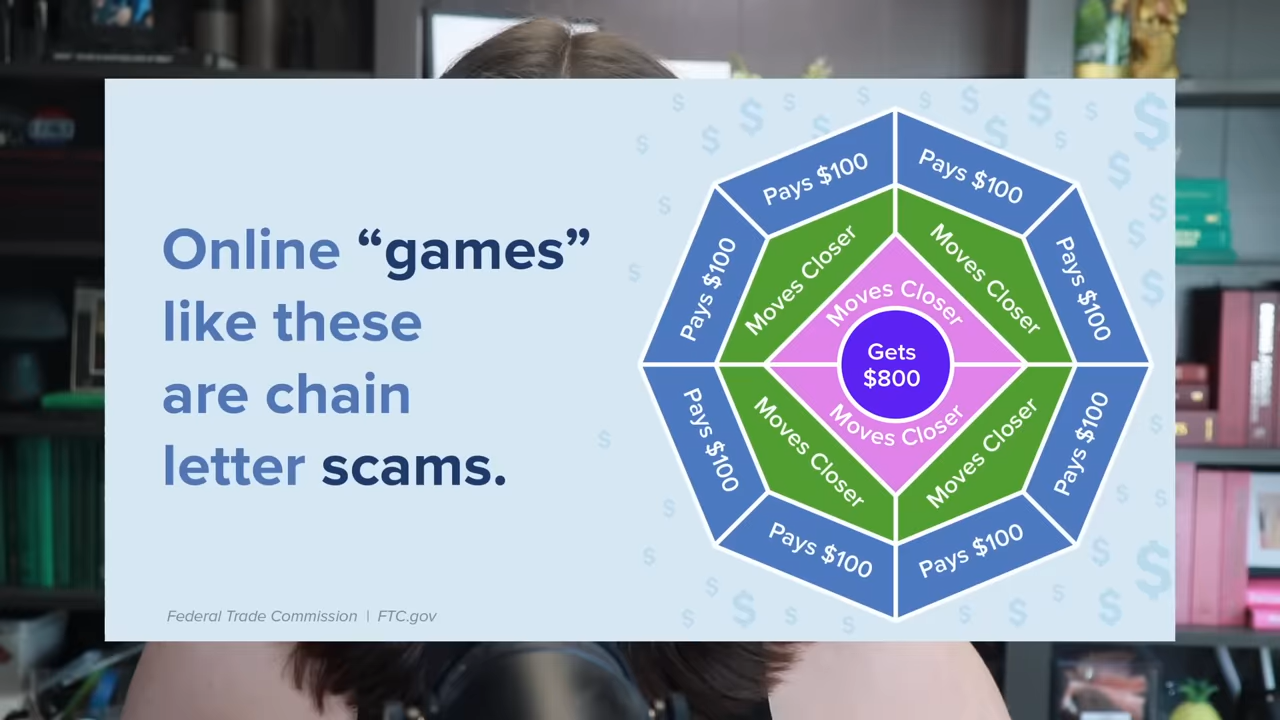 Online “games”
like these
are chain
letter scams.
Federal Trade Commission | FTC.gov
Pays $100
Pays $100
Pays $100
Pays $100
Moves Closer
Moves Closer
Moves Closer
Gets
$800
Moves Closer
Moves Closer
Moves Closer
Pays $100
Pays $100
Pays $100
Pays $100